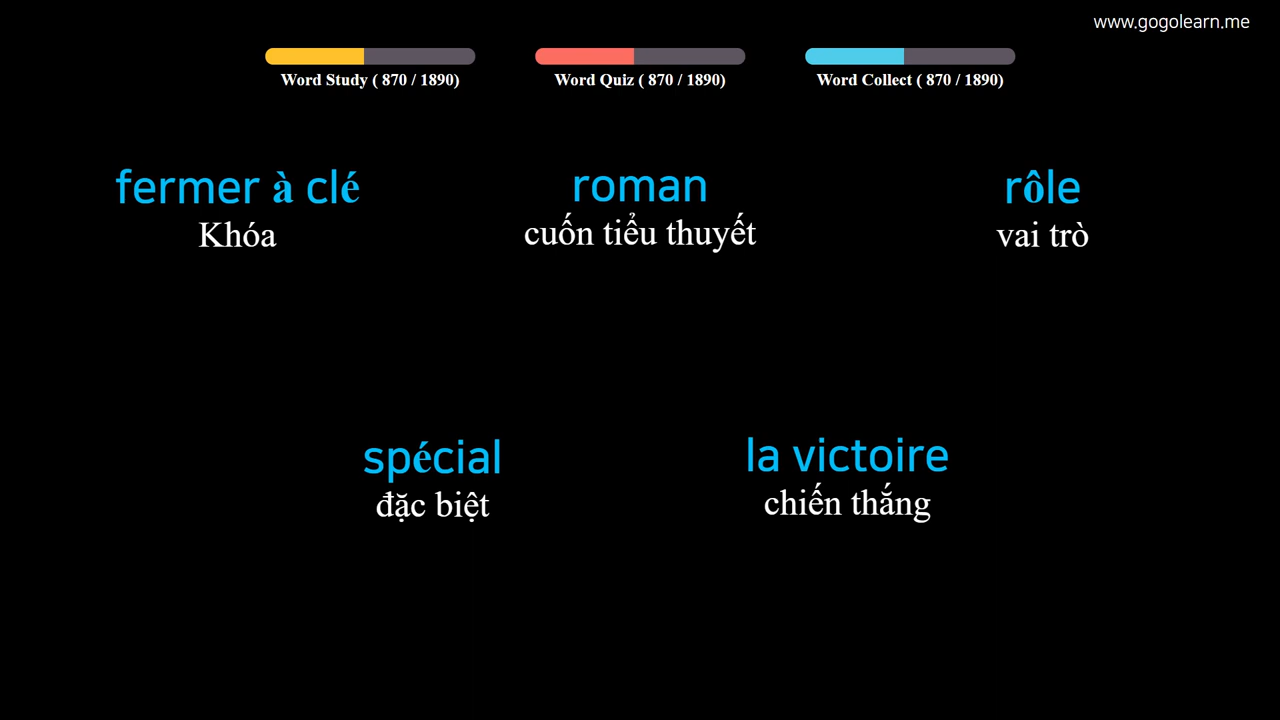 www.gogolearn.me
Word Study ( 870 / 1890)
Word Quiz ( 870 / 1890)
Word Collect ( 870 / 1890)
fermer à clé
Khóa
roman
cuốn tiểu thuyết
rôle
vai trò
spécial
đặc biệt
la victoire
chiến thắng